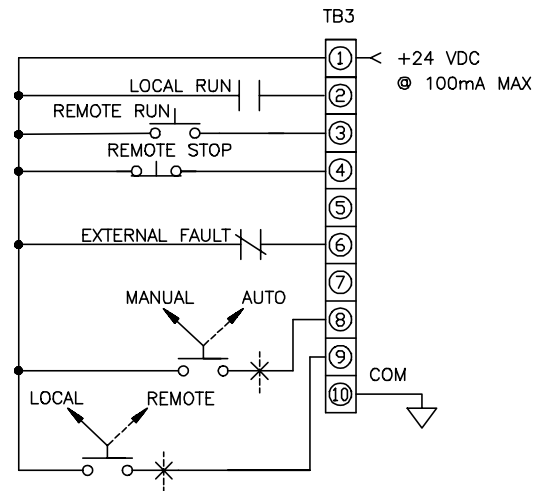 TB3
1
+24 VDC
@ 100mA MAX
LOCAL RUN
2
REMOTE RUN
3
REMOTE STOP
4
5
EXTERNAL FAULT
6
7
MANUAL AUTO
8
9
LOCAL REMOTE
COM
10